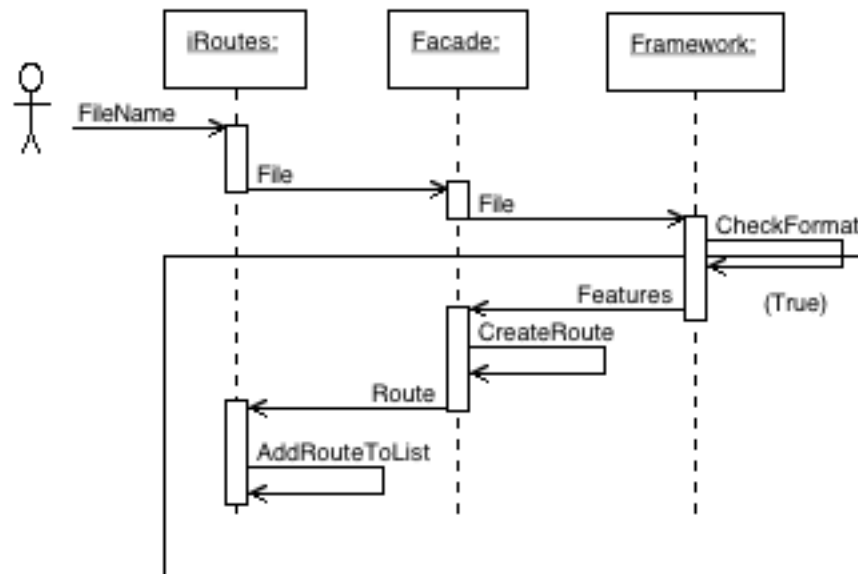 iRoutes:
Facade:
Framework:
FileName
File
File
CheckFormat
Features
(True)
CreateRoute
Route
AddRouteToList